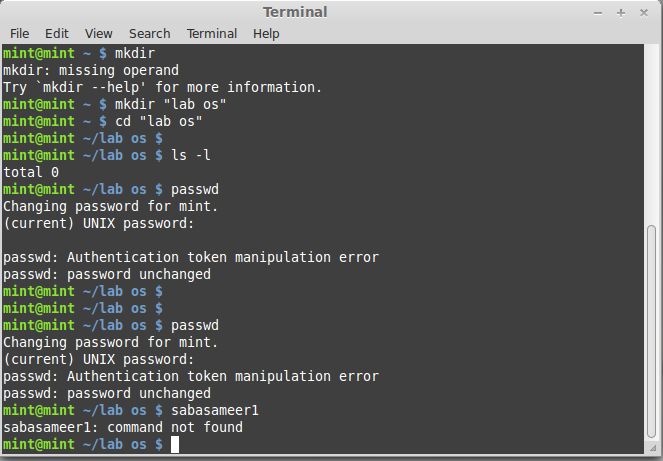 Terminal
File Edit View Search Terminal Help
mint@mint ~ $ mkdir
mkdir: missing operand
Try `mkdir --help' for more information.
mint@mint ~ $ mkdir "lab os"
mint@mint ~ $ cd "lab os"
mint@mint ~/lab os $
mint@mint ~/lab os $ ls -l
total 0
mint@mint ~/lab os $ passwd
Changing password for mint.
(current) UNIX password:
passwd: Authentication token manipulation error
passwd: password unchanged
mint@mint ~/lab os $
mint@mint ~/lab os $
mint@mint ~/lab os $ passwd
Changing password for mint.
(current) UNIX password:
passwd: Authentication token manipulation error
passwd: password unchanged
mint@mint ~/lab os $ sabasameer1
sabasameer1: command not found
mint@mint ~/lab os $